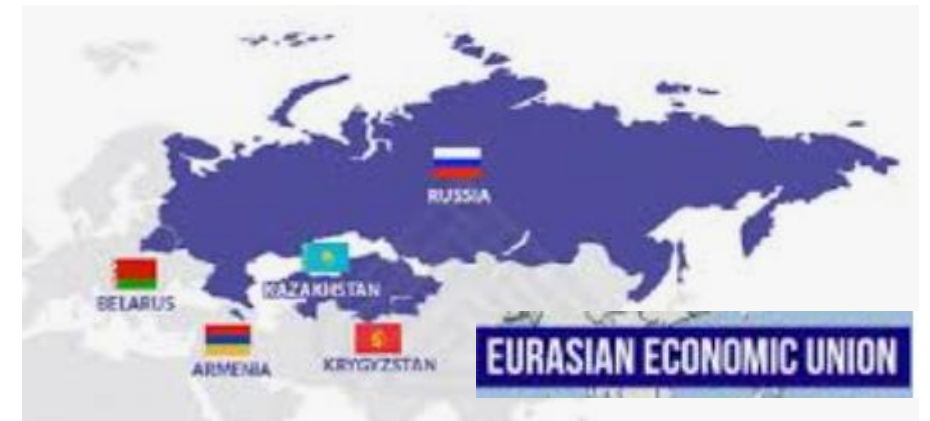 RUSSIA
KAZAKHSTAN
BELARUS
ARMENIA
KRYGYZSTAN
EURASIAN ECONOMIC UNION